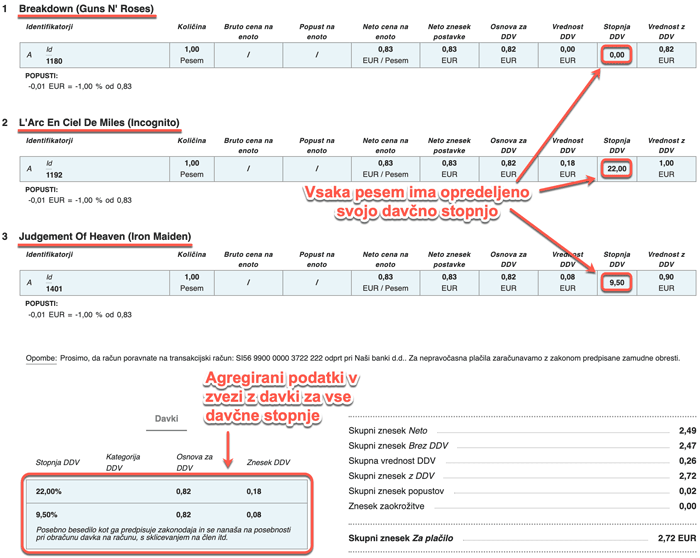 1 Breakdown (Guns N' Roses)
Identifikatorji Količina Bruto cena na enoto Popust na enoto Neto cena na enoto Neto znesek postavke Osnova za DDV Vrednost DDV Stopnja DDV Vrednost z DDV
A Id 1180 1,00 Pesem / / 0,83 EUR / Pesem 0,83 EUR 0,82 EUR 0,00 EUR 0,00 0,82 EUR
POPUSTI:
-0,01 EUR = -1,00 % od 0,83
2 L'Arc En Ciel De Miles (Incognito)
Identifikatorji Količina Bruto cena na enoto Popust na enoto Neto cena na enoto Neto znesek postavke Osnova za DDV Vrednost DDV Stopnja DDV Vrednost z DDV
A Id 1192 1,00 Pesem / / 0,83 EUR / Pesem 0,83 EUR 0,82 EUR 0,18 EUR 22,00 1,00 EUR
POPUSTI:
-0,01 EUR = -1,00 % od 0,83
Vsaka pesem ima opredeljeno
svojo davčno stopnjo
3 Judgement Of Heaven (Iron Maiden)
Identifikatorji Količina Bruto cena na enoto Popust na enoto Neto cena na enoto Neto znesek postavke Osnova za DDV Vrednost DDV Stopnja DDV Vrednost z DDV
A Id 1401 1,00 Pesem / / 0,83 EUR / Pesem 0,83 EUR 0,82 EUR 0,08 EUR 9,50 0,90 EUR
POPUSTI:
-0,01 EUR = -1,00 % od 0,83
Opombe: Prosimo, da račun poravnate na transakcijski račun: SI56 9900 0000 3722 222 odprt pri Naši banki d.d.. Za nepravočasna plačila zaračunavamo z zakonom predpisane zamudne obresti.
Agregirani podatki v
zvezi z davki za vse
davčne stopnje
Davki
Stopnja DDV Kategorija DDV Osnova za DDV Znesek DDV
22,00% 0,82 0,18
9,50% 0,82 0,08
Posebno besedilo kot ga predpisuje zakonodaja in se nanaša na posebnosti
pri obračunu davka na računu, s sklicevanjem na člen itd.
Skupni znesek Neto 2,49
Skupni znesek Brez DDV 2,47
Skupna vrednost DDV 0,26
Skupni znesek z DDV 2,72
Skupni znesek popustov 0,02
Znesek zaokrožitve 0,00
Skupni znesek Za plačilo 2,72 EUR